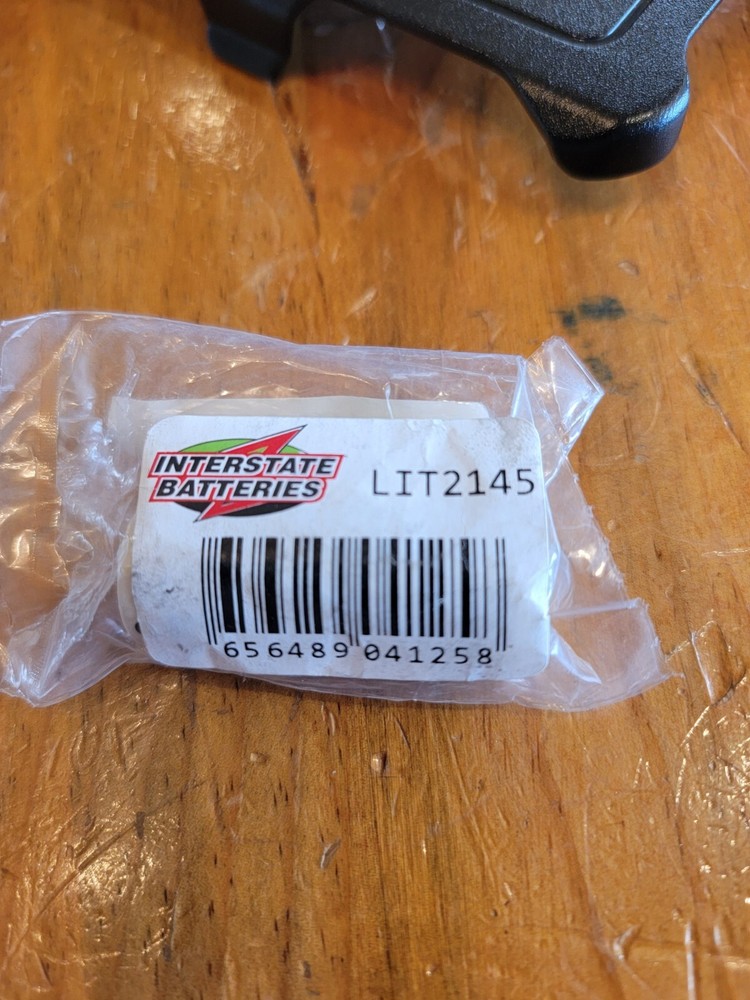 INTERSTATE
BATTERIES
LIT2145
656489 041258